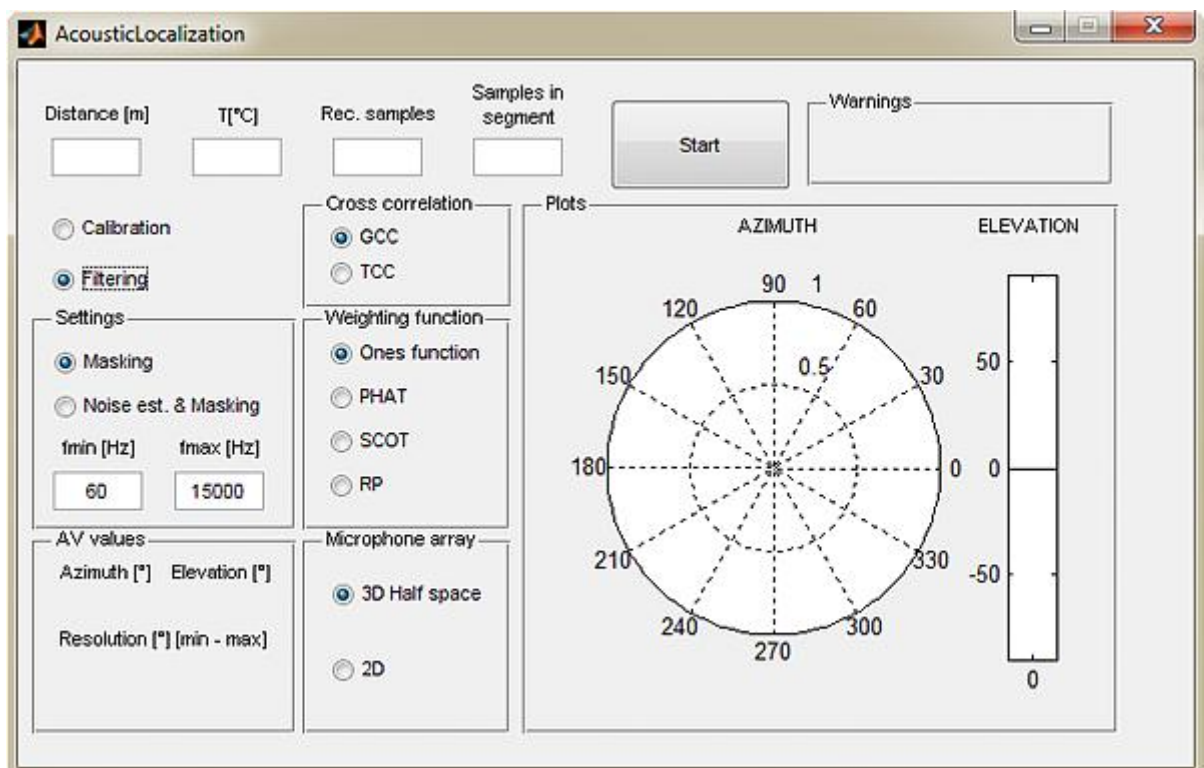 AcousticLocalization
Distance [m]
T[°C]
Rec. samples
Samples in
segment
Start
Warnings
Calibration
Filtering
Cross correlation
GCC
TCC
Settings
Masking
Noise est. & Masking
fmin [Hz]
fmax [Hz]
60
15000
Weighting function
Ones function
PHAT
SCOT
RP
AV values
Azimuth [°]
Elevation [°]
Resolution [°] [min - max]
Microphone array
3D Half space
2D
Plots
AZIMUTH
90
1
120
60
0.5
150
30
180
0
210
330
240
300
270
ELEVATION
50
0
-50
0